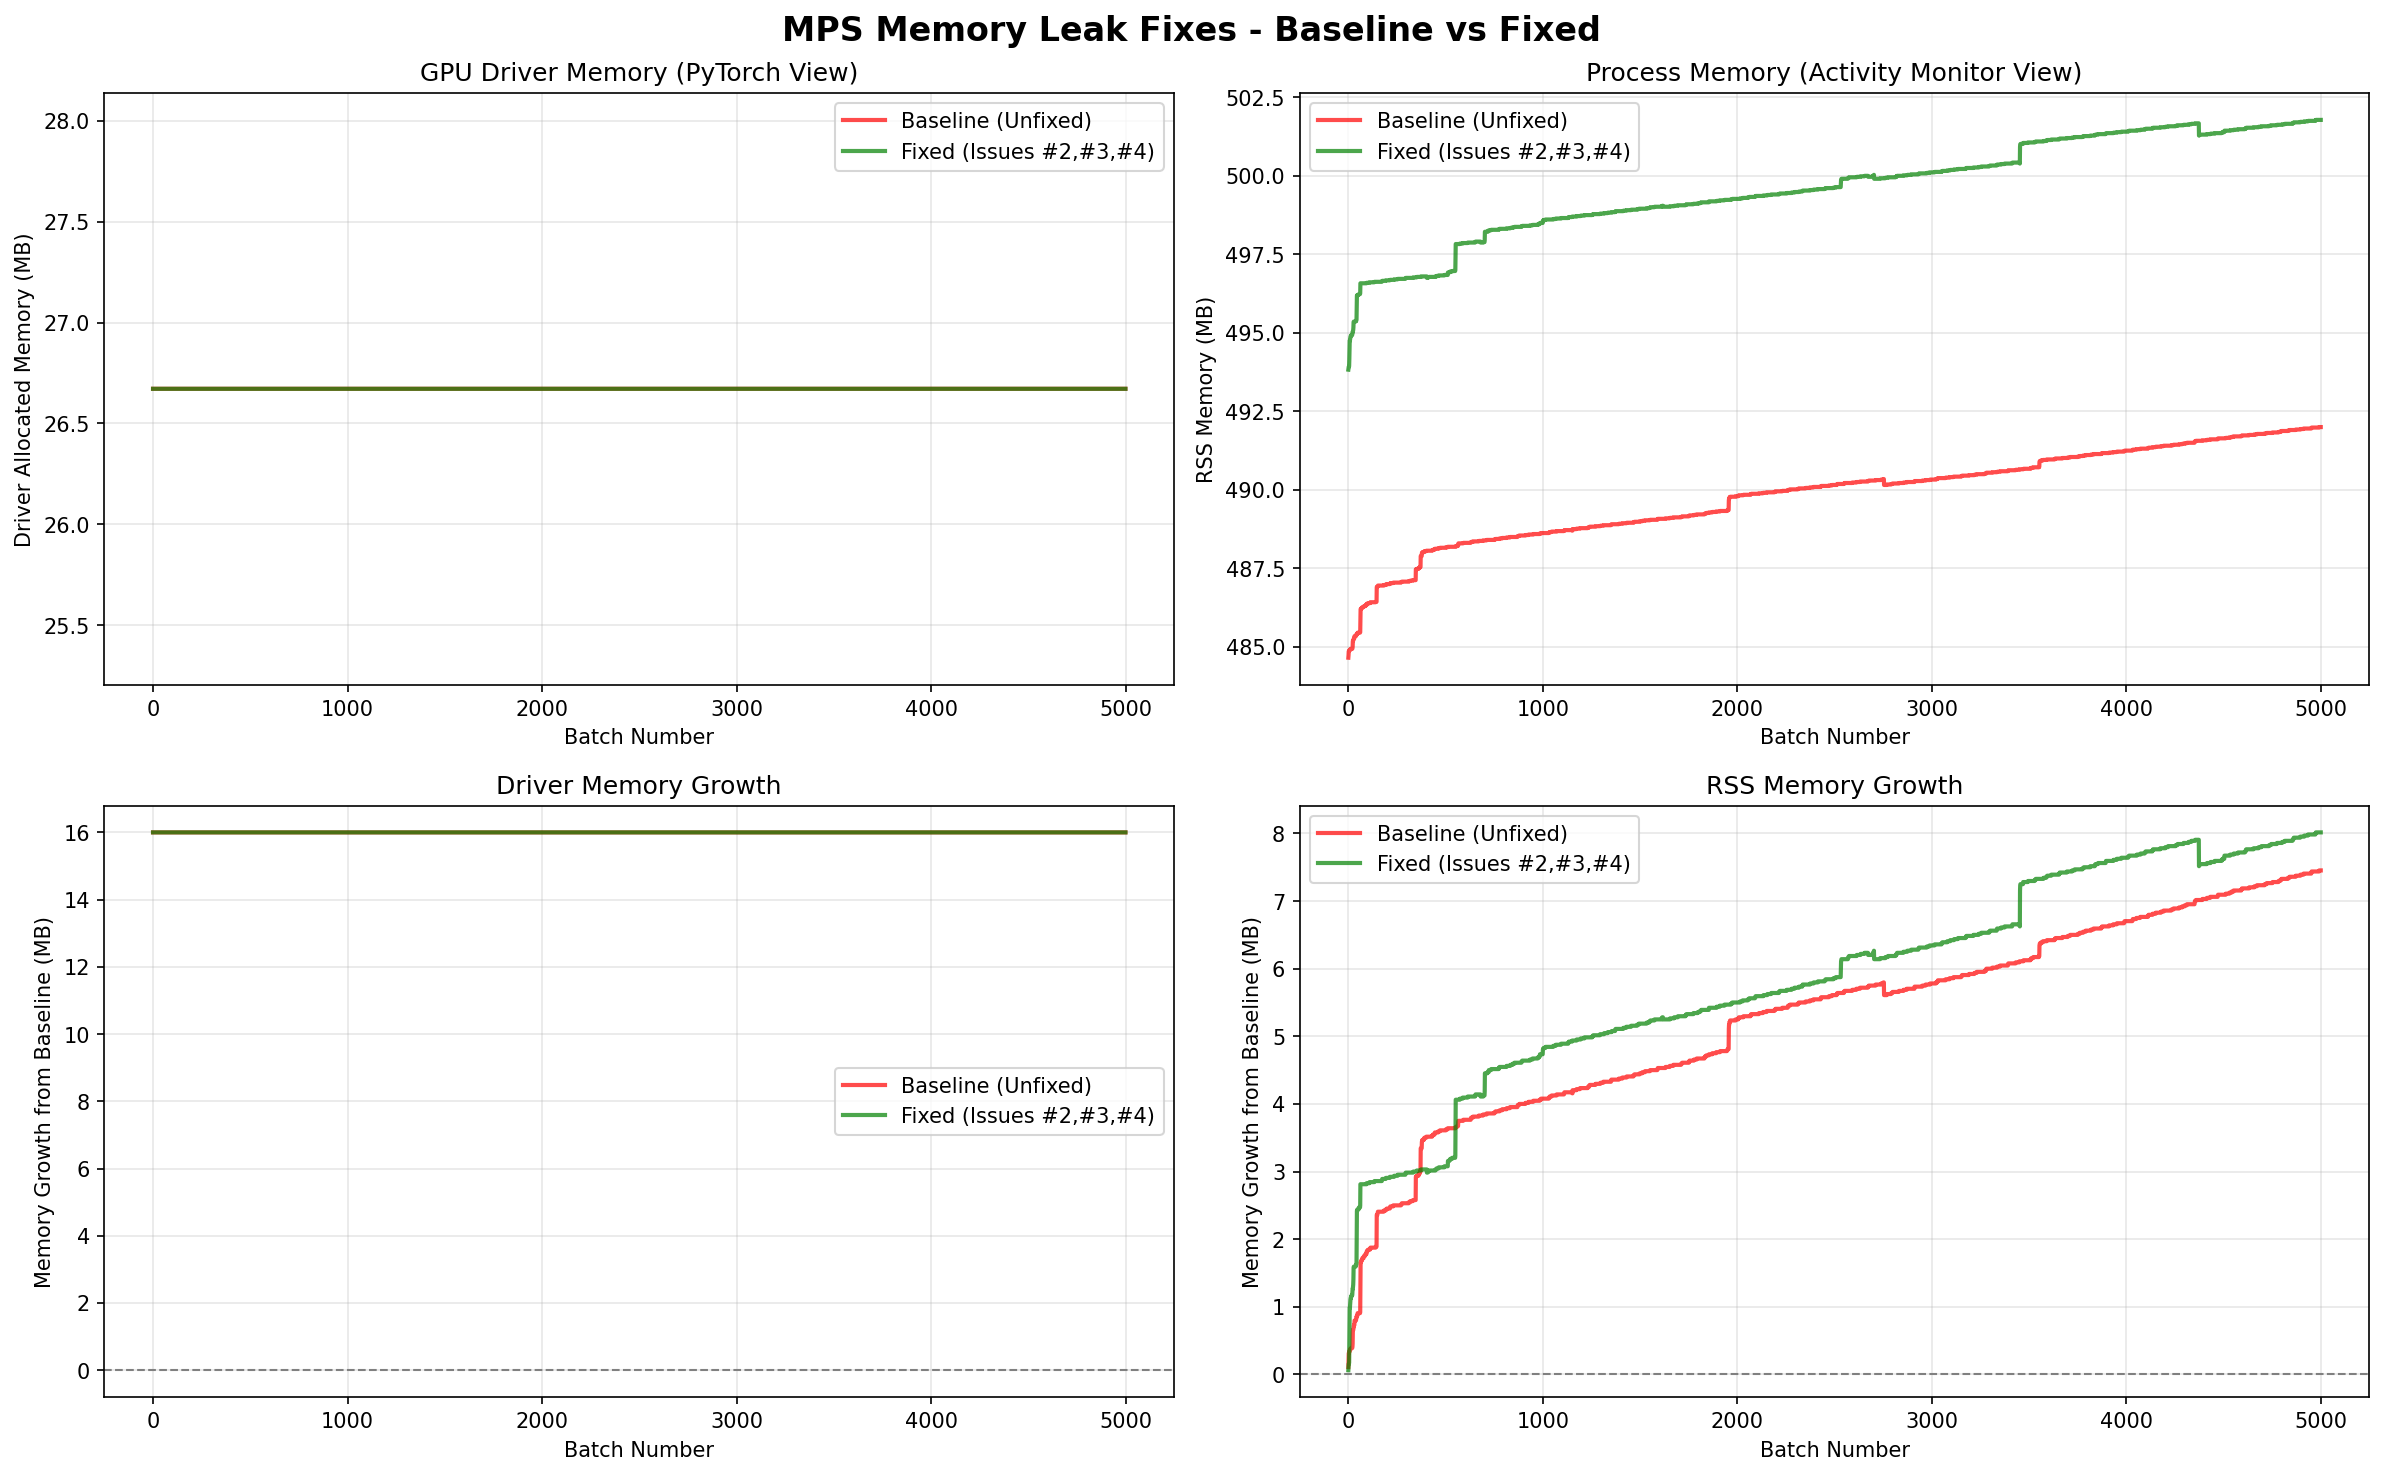 MPS Memory Leak Fixes - Baseline vs Fixed
GPU Driver Memory (PyTorch View)
Driver Allocated Memory (MB)
28.0
27.5
27.0
26.5
26.0
25.5
Baseline (Unfixed)
Fixed (Issues #2,#3,#4)
0 1000 2000 3000 4000 5000
Batch Number
Process Memory (Activity Monitor View)
RSS Memory (MB)
502.5
500.0
497.5
495.0
492.5
490.0
487.5
485.0
Baseline (Unfixed)
Fixed (Issues #2,#3,#4)
0 1000 2000 3000 4000 5000
Batch Number
Driver Memory Growth
Memory Growth from Baseline (MB)
16
14
12
10
8
6
4
2
0
Baseline (Unfixed)
Fixed (Issues #2,#3,#4)
0 1000 2000 3000 4000 5000
Batch Number
RSS Memory Growth
Memory Growth from Baseline (MB)
8
7
6
5
4
3
2
1
0
Baseline (Unfixed)
Fixed (Issues #2,#3,#4)
0 1000 2000 3000 4000 5000
Batch Number